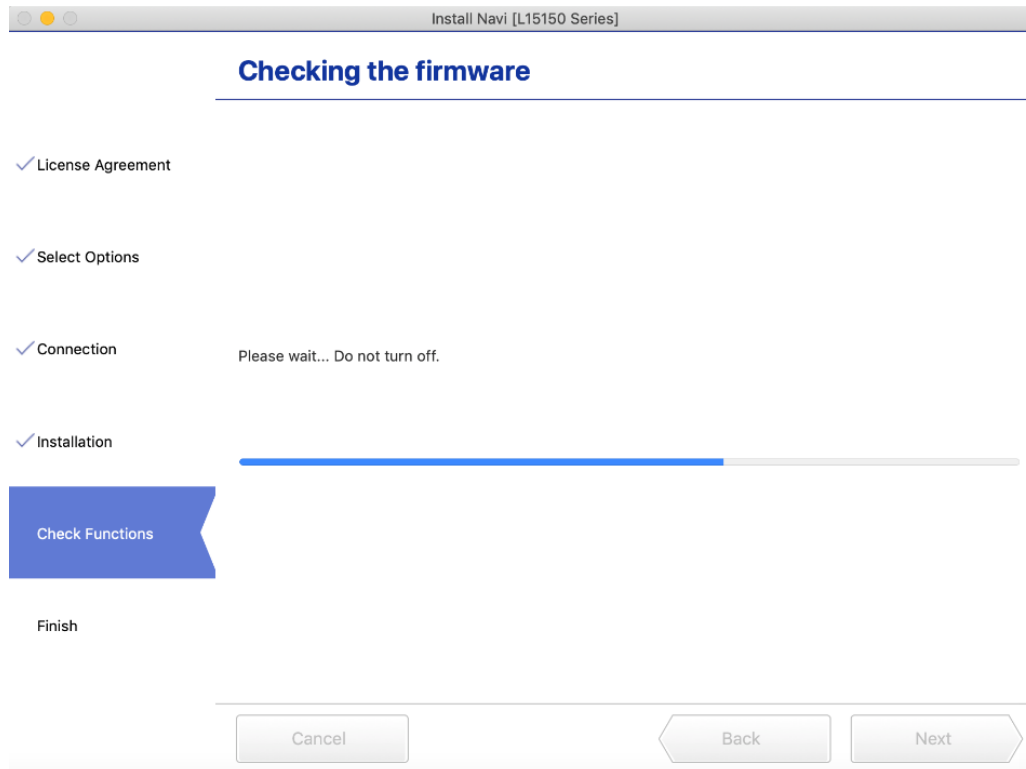 Install Navi [L15150 Series]
Checking the firmware
License Agreement
Select Options
Connection
Please wait... Do not turn off.
Installation
Check Functions
Finish
Cancel
Back
Next